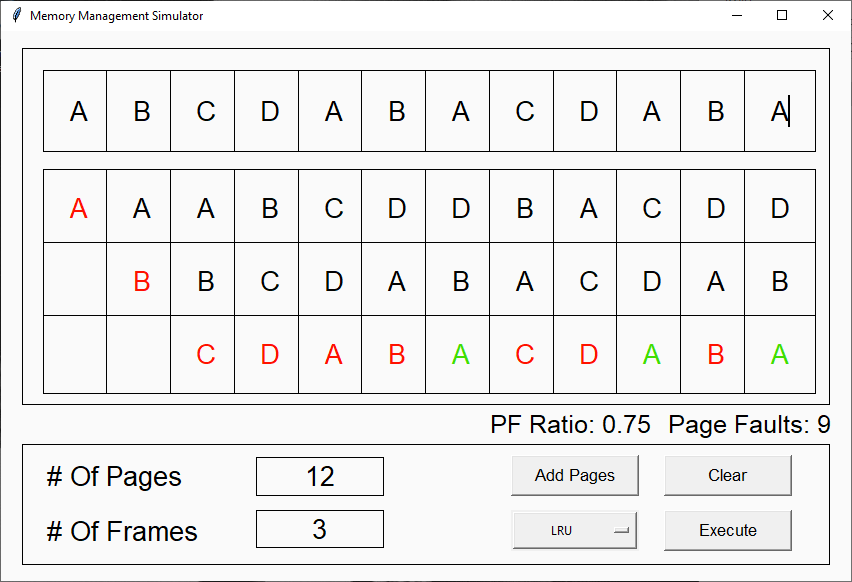 Memory Management Simulator
A B C D A B A C D A B A
A A A B C D D B A C D D
B B C D A B A C D A B
C D A B A C D A B A
PF Ratio: 0.75 Page Faults: 9
# Of Pages 12 Add Pages Clear
# Of Frames 3 LRU Execute